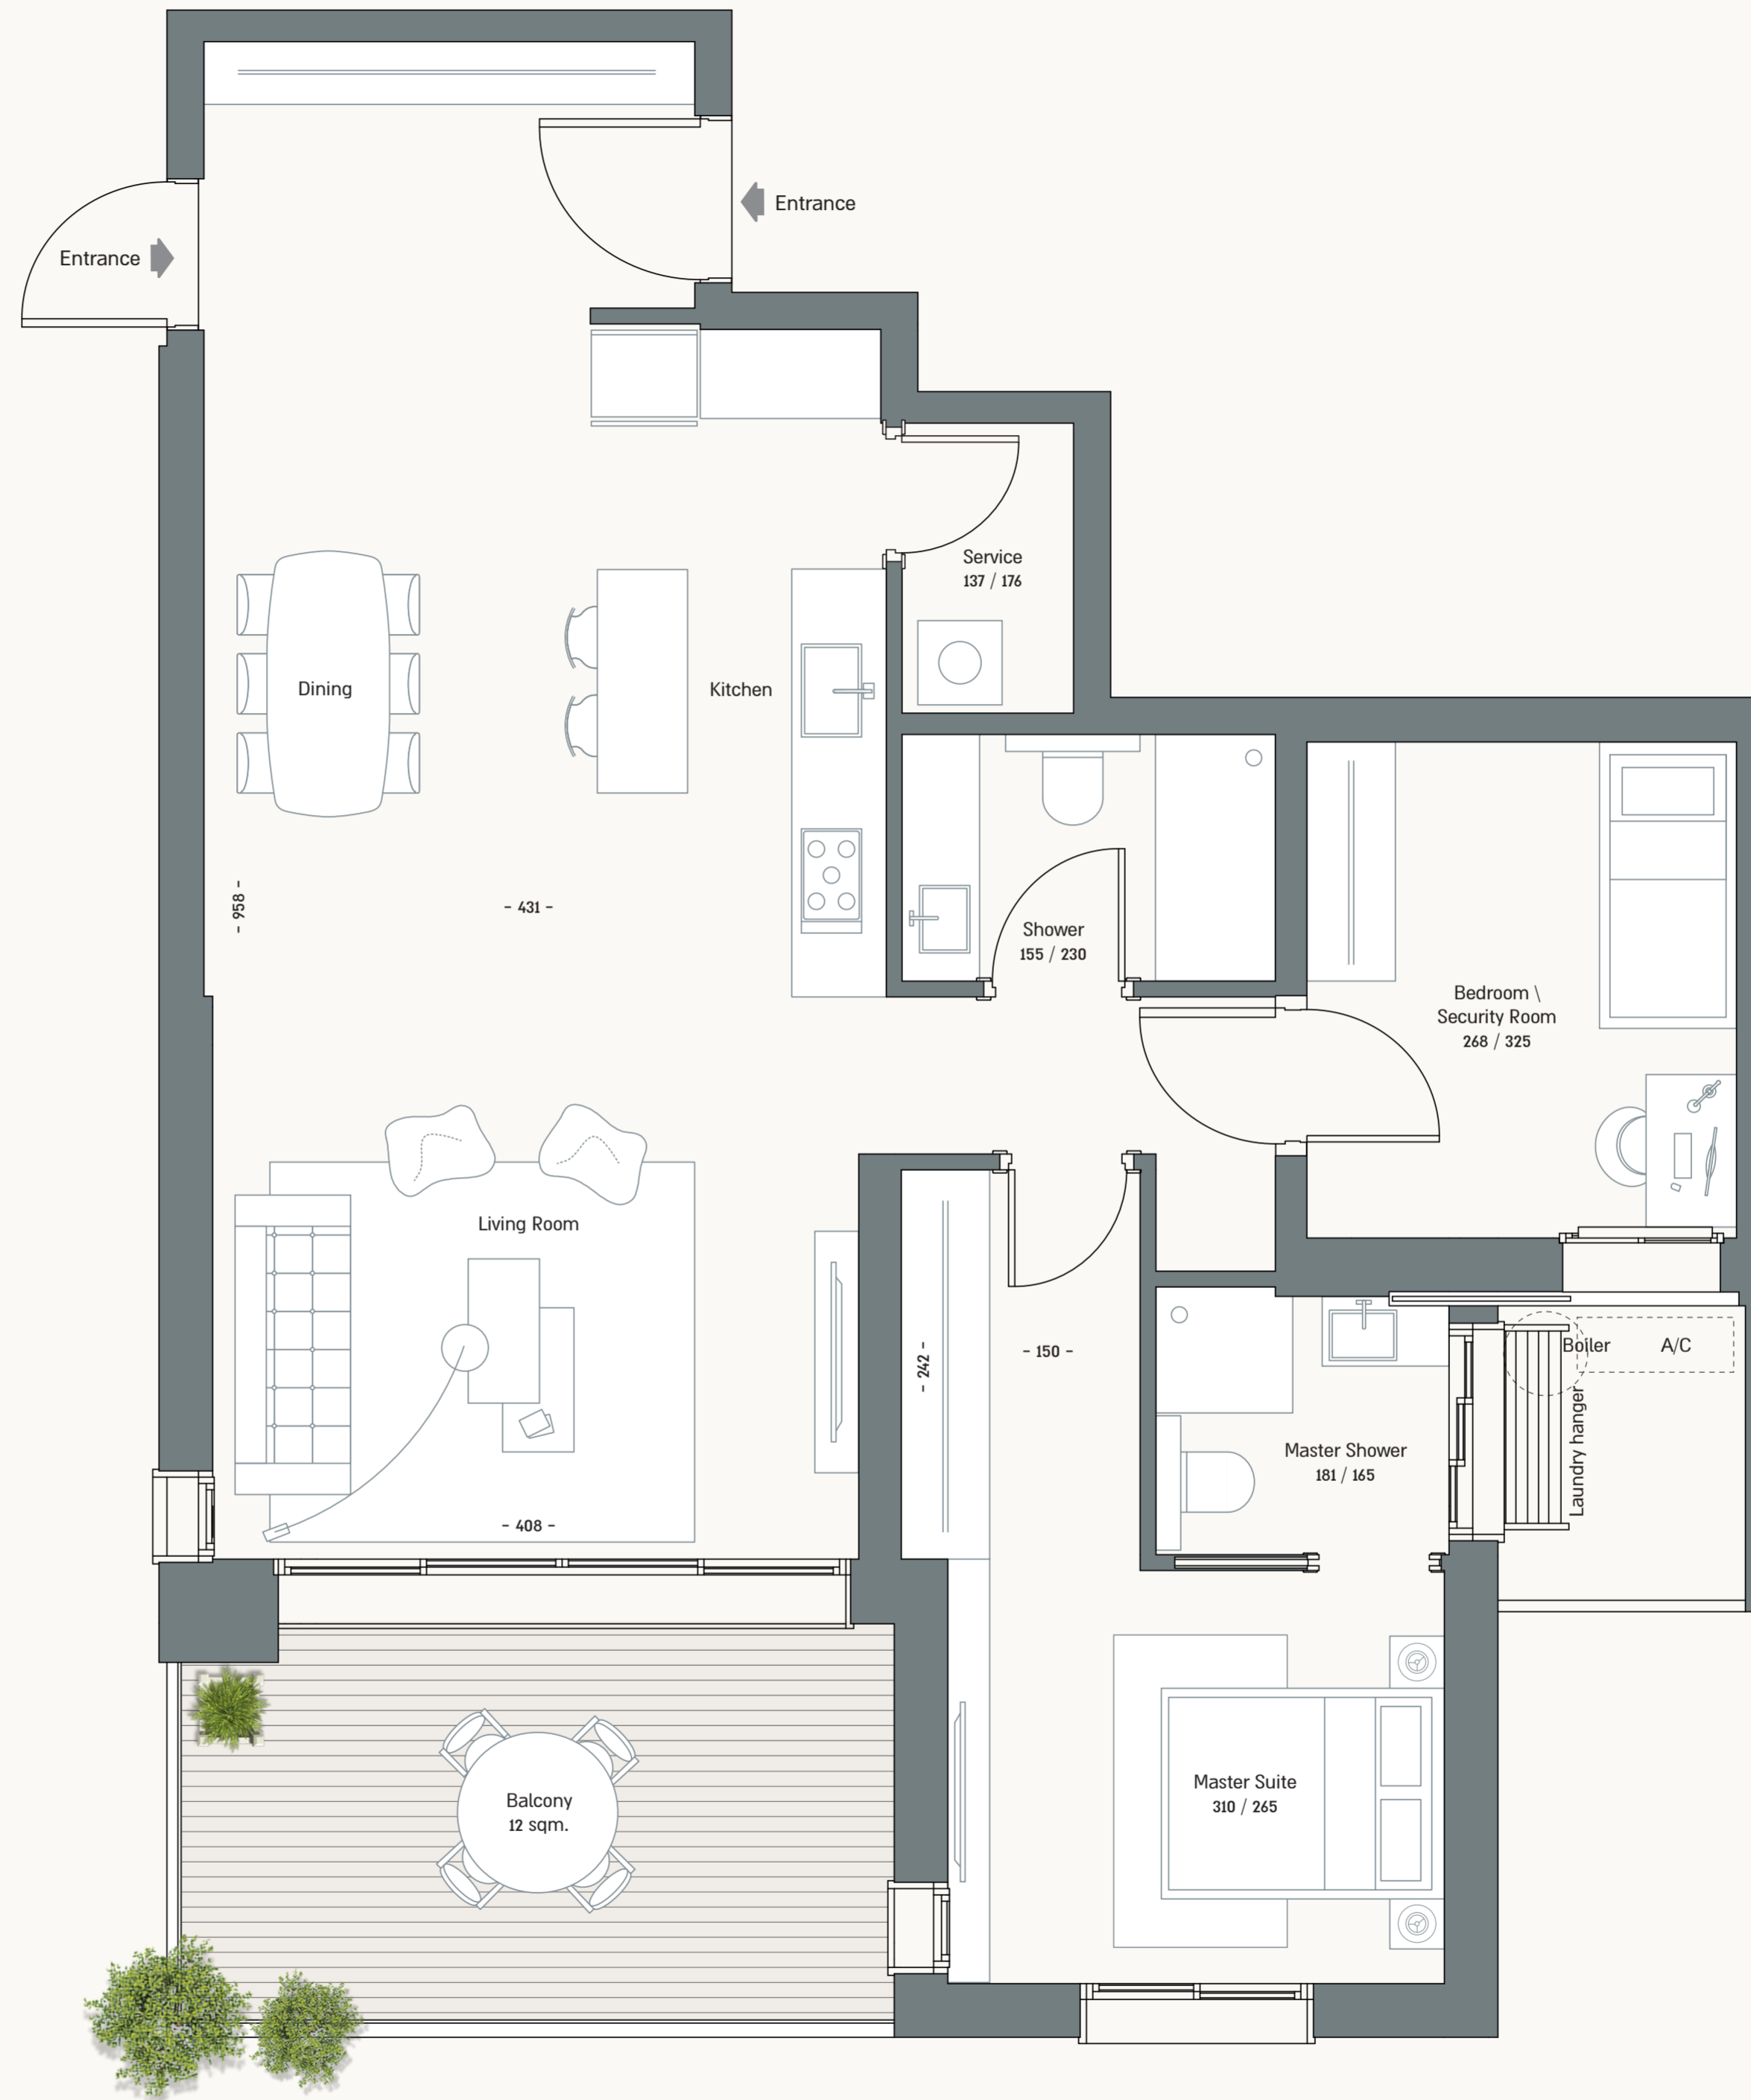 Entrance
Entrance
Service
137 / 176
Dining
Kitchen
- 958 -
- 431 -
Shower
155 / 230
Bedroom \
Security Room
268 / 325
Living Room
- 242 -
- 150 -
Boiler
A/C
Laundry hanger
Master Shower
181 / 165
- 408 -
Master Suite
310 / 265
Balcony
12 sqm.